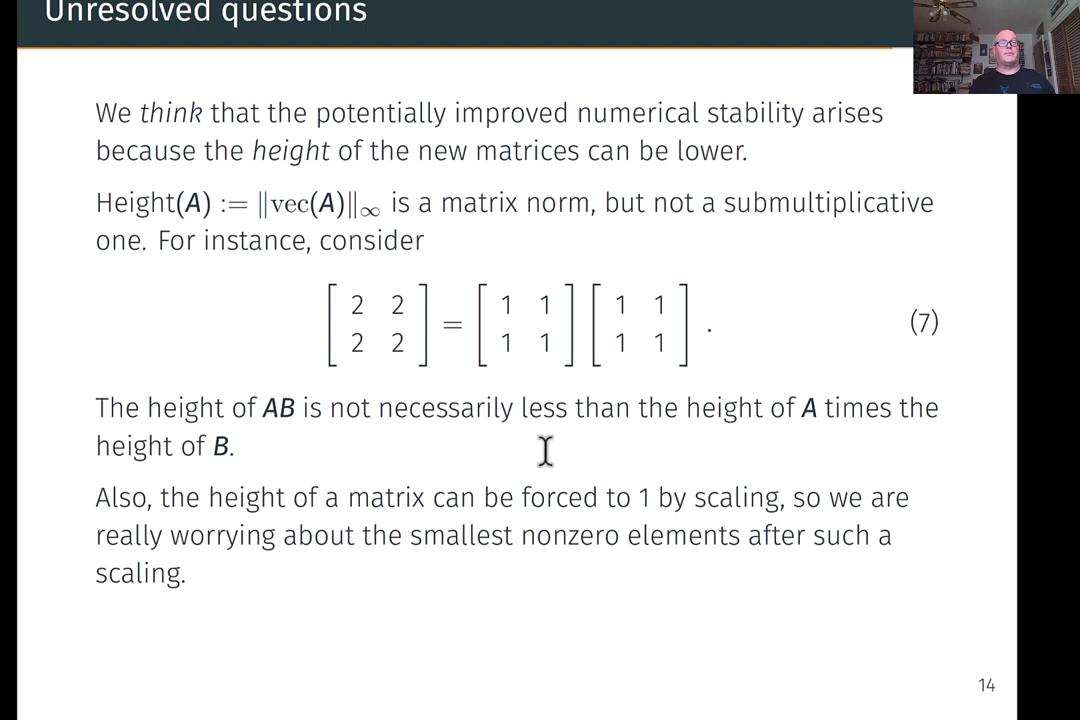 Unresolved questions
We think that the potentially improved numerical stability arises
because the height of the new matrices can be lower.
Height(A) := ‖vec(A)‖∞ is a matrix norm, but not a submultiplicative
one. For instance, consider
[ 2 2 ; 2 2 ] = [ 1 1 ; 1 1 ] [ 1 1 ; 1 1 ] . (7)
The height of AB is not necessarily less than the height of A times the
height of B.
Also, the height of a matrix can be forced to 1 by scaling, so we are
really worrying about the smallest nonzero elements after such a
scaling.
14